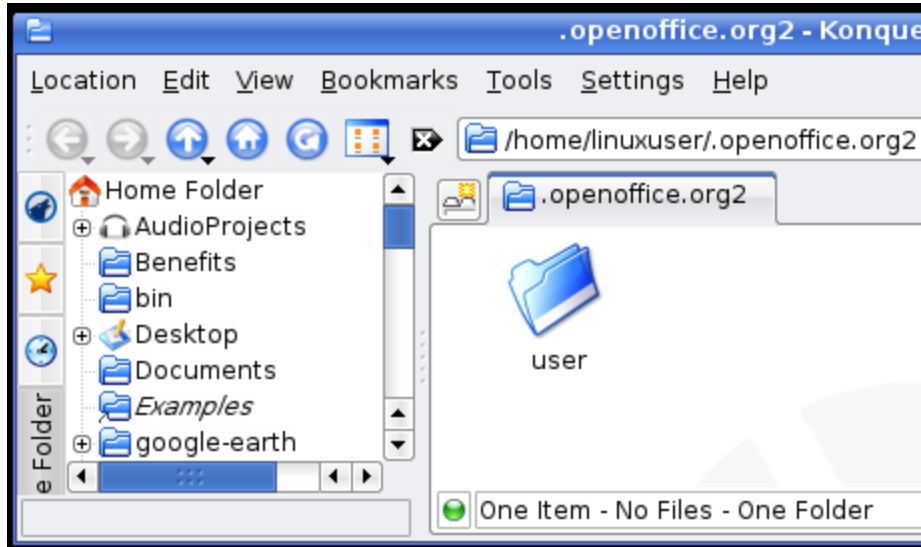 .openoffice.org2 - Konque
Location Edit View Bookmarks Tools Settings Help
/home/linuxuser/.openoffice.org2
Home Folder
AudioProjects
Benefits
bin
Desktop
Documents
Examples
google-earth
e Folder
.openoffice.org2
user
One Item - No Files - One Folder